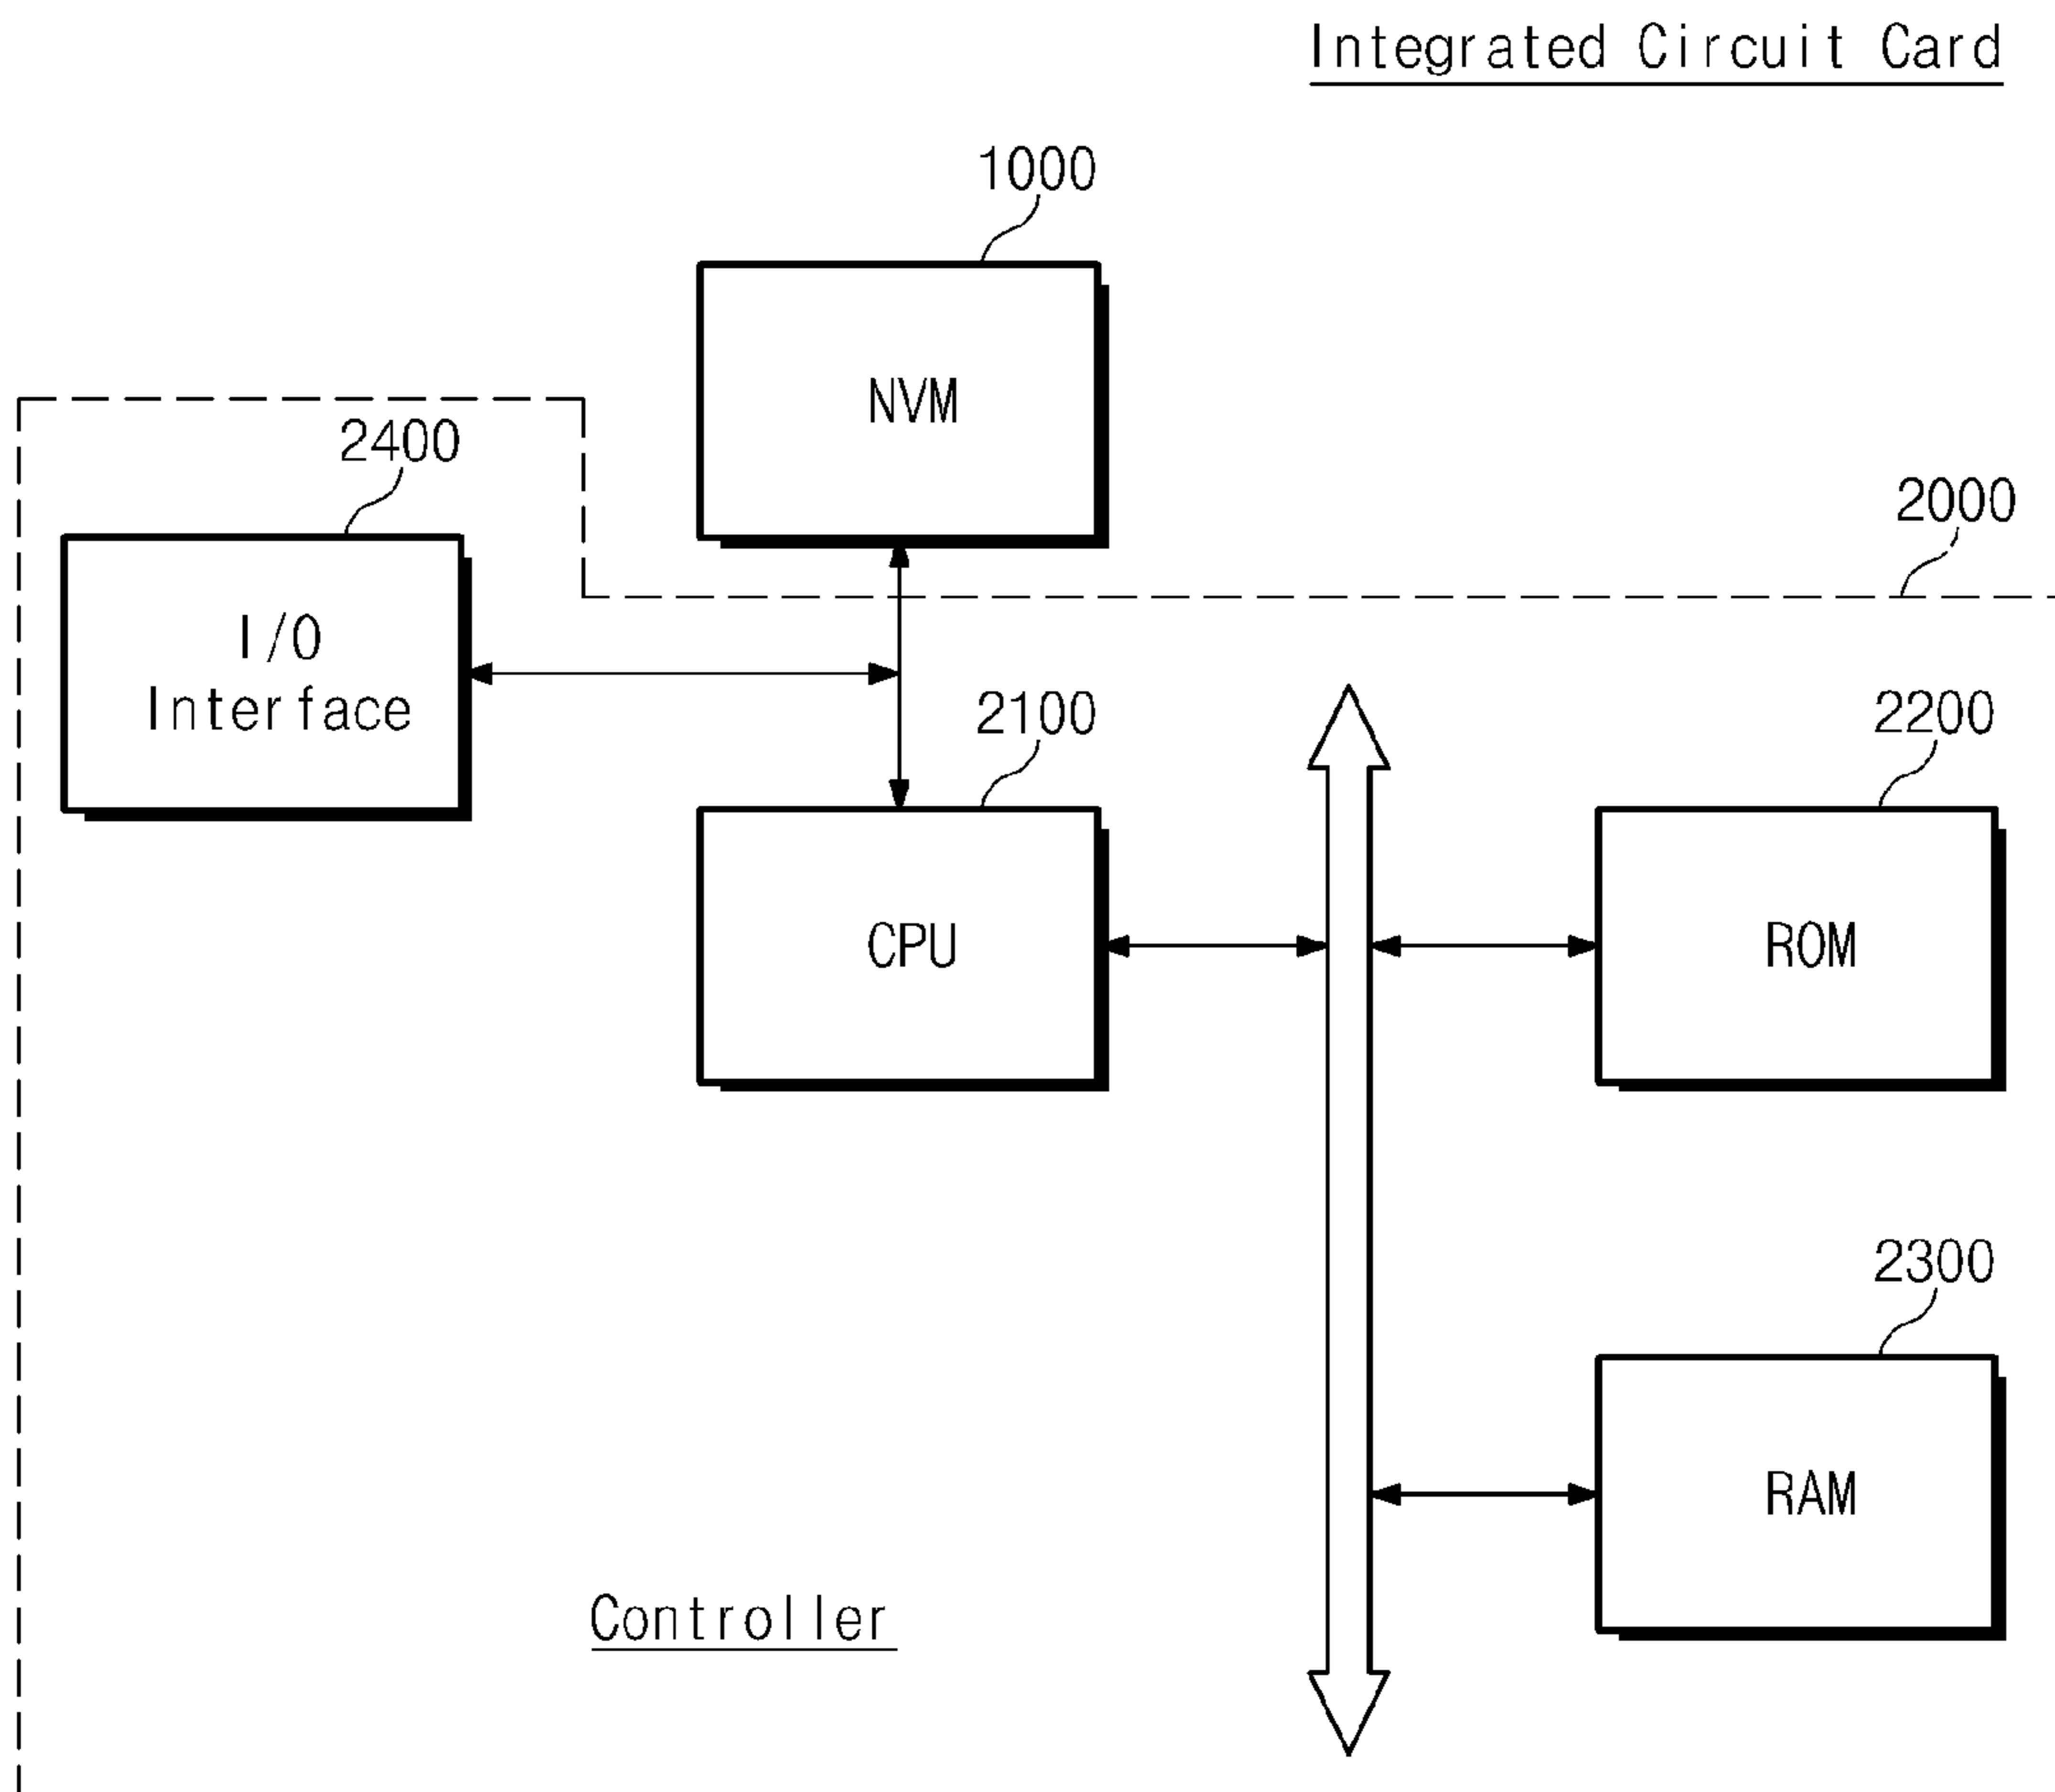 Integrated Circuit Card
1000
NVM
2400
2000
I/O
Interface
2100
2200
CPU
ROM
2300
RAM
Controller